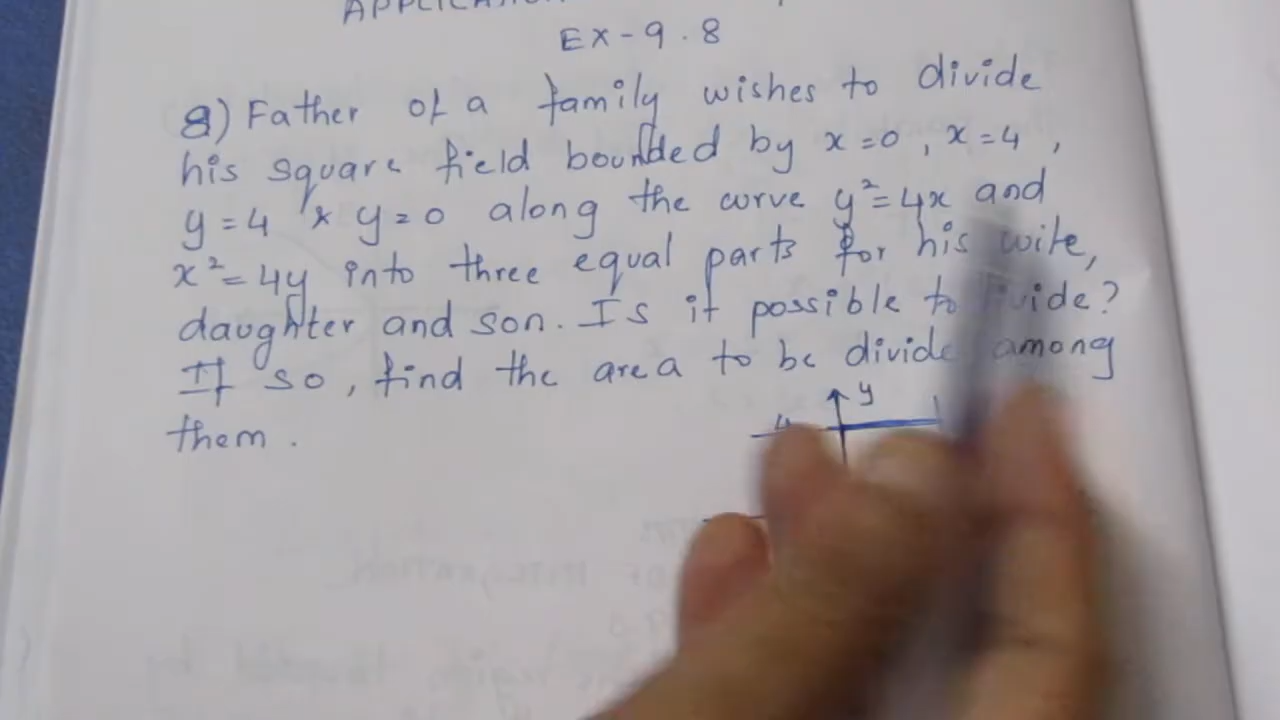 EX-9.8
8) Father of a family wishes to divide
his square field bounded by x=0, x=4,
y=4 & y=0 along the curve y²=4x and
x²=4y into three equal parts for his wife,
daughter and son. Is it possible to
If so, find the area to be divide among
them.
y